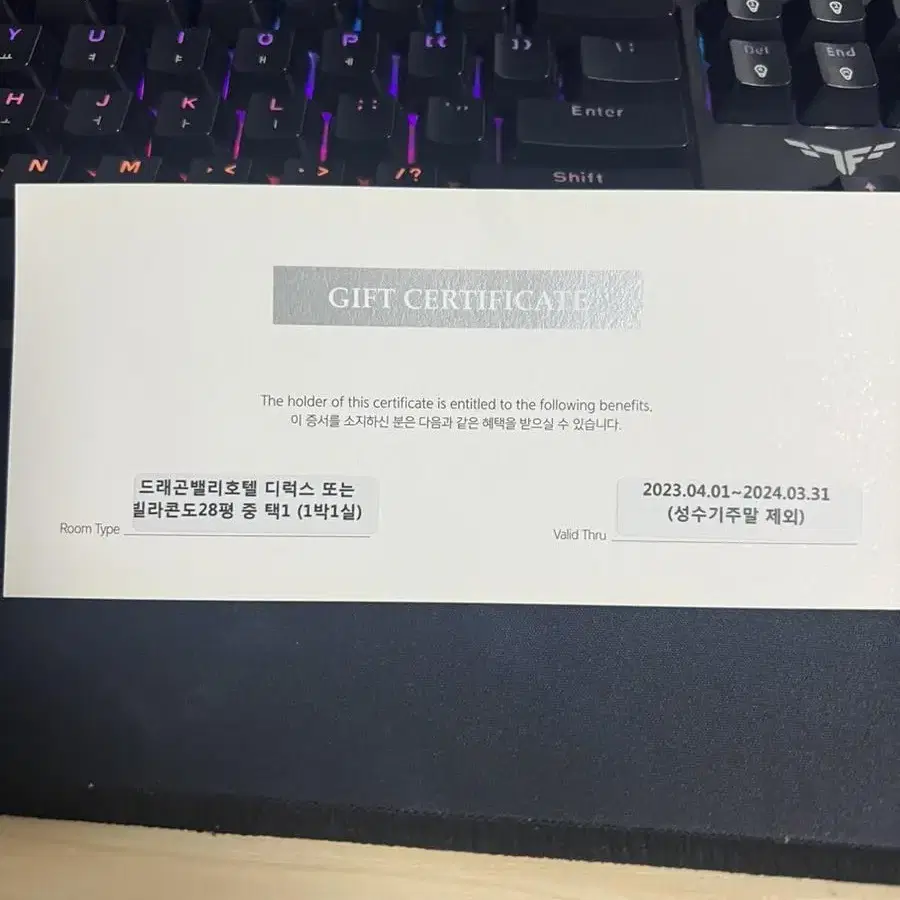 Y U I O P [{ ]} \¦
ㅛ ㅕ ㅑ ㅐ ㅔ
Del End
H J K L ;: '" Enter
ㅗ ㅓ ㅏ ㅣ
N M ,< .> /? Shift
TF
GIFT CERTIFICATE
The holder of this certificate is entitled to the following benefits.
이 증서를 소지하신 분은 다음과 같은 혜택을 받으실 수 있습니다.
드래곤밸리호텔 디럭스 또는
빌라콘도28평 중 택1 (1박1실)
Room Type
2023.04.01~2024.03.31
(성수기주말 제외)
Valid Thru